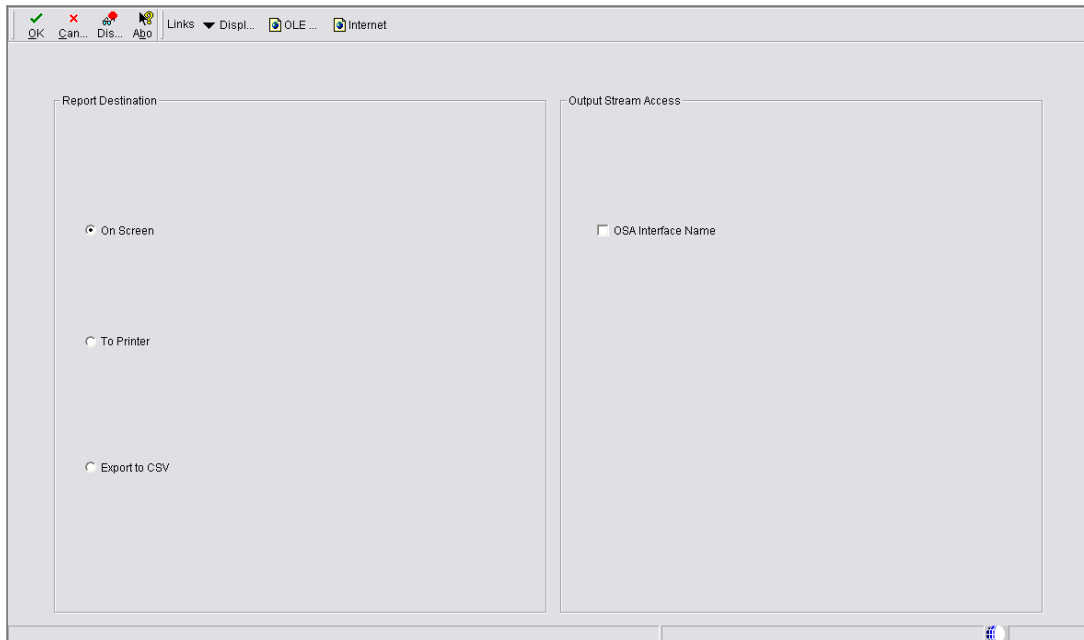 OK Can... Dis... Abo Links Displ... OLE ... Internet
Report Destination
Output Stream Access
On Screen
OSA Interface Name
To Printer
Export to CSV